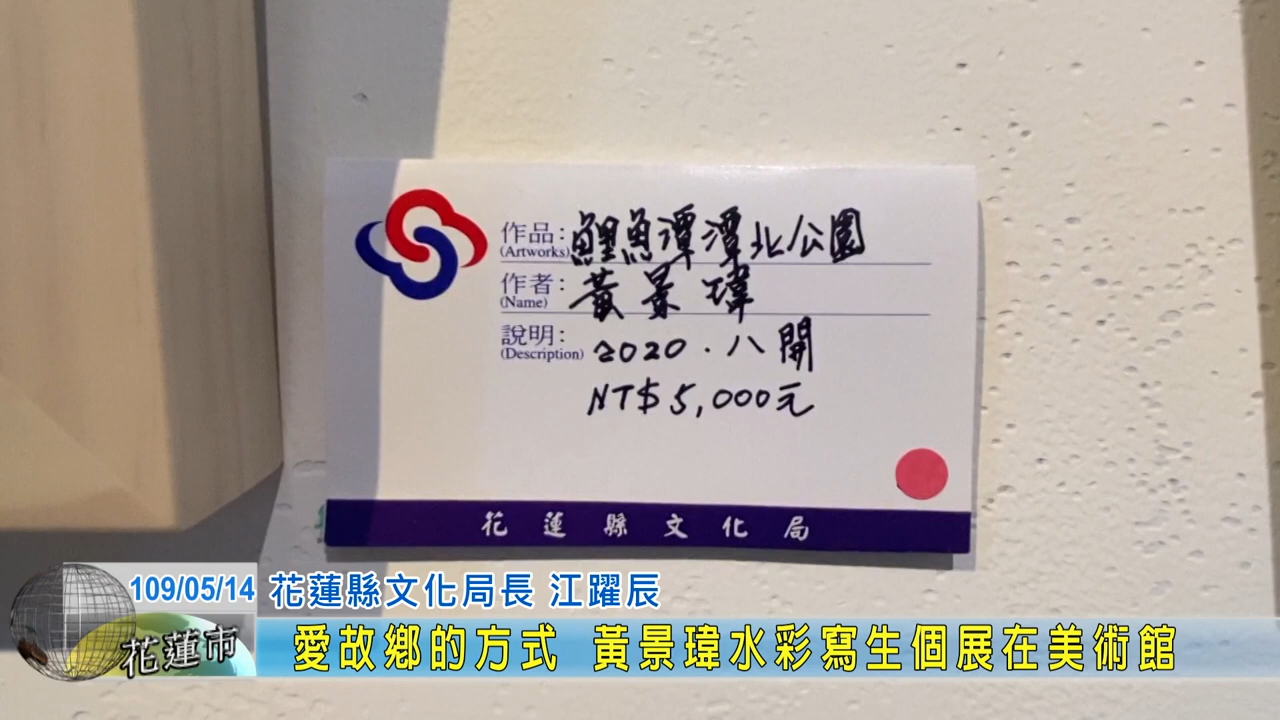 作品: 鯉魚潭潭北公園
(Artworks)
作者: 黃景瑋
(Name)
說明: 2020.八開
(Description)
NT$5,000元
花蓮縣文化局
109/05/14 花蓮縣文化局長 江躍辰
花蓮市 愛故鄉的方式 黃景瑋水彩寫生個展在美術館